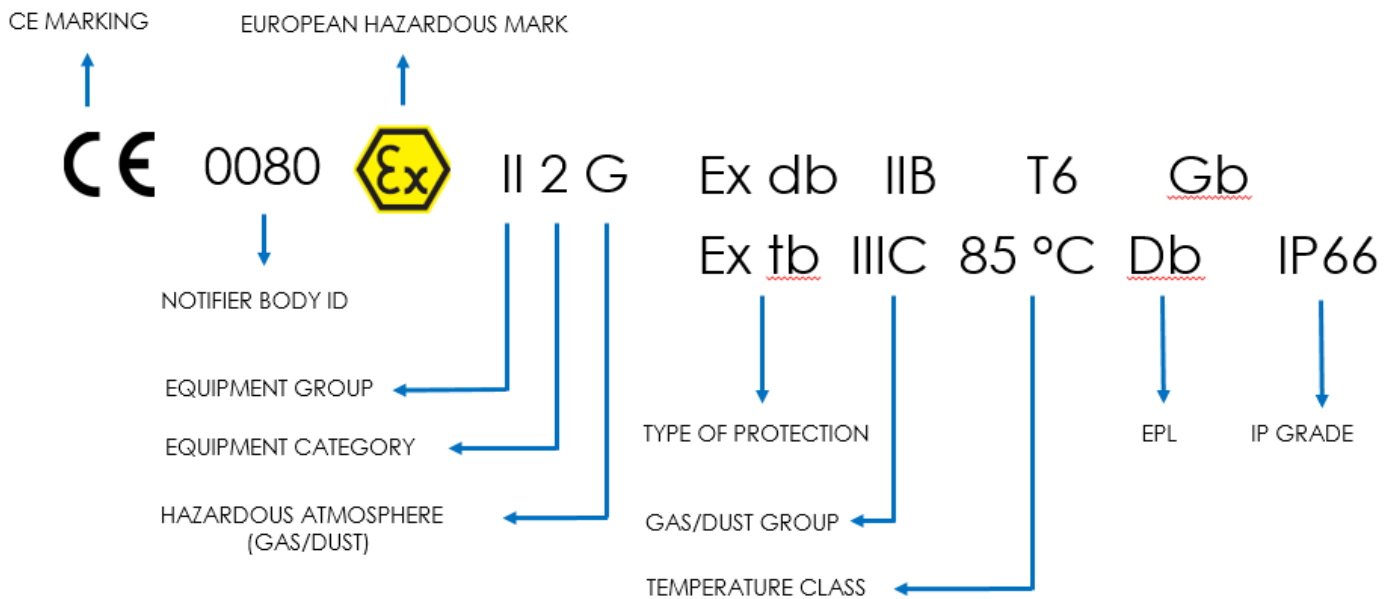 CE MARKING
EUROPEAN HAZARDOUS MARK
CE 0080 Ex II 2 G Ex db IIB T6 Gb
Ex tb IIIC 85 ºC Db IP66
NOTIFIER BODY ID
EQUIPMENT GROUP
EQUIPMENT CATEGORY
HAZARDOUS ATMOSPHERE
(GAS/DUST)
TYPE OF PROTECTION
EPL
IP GRADE
GAS/DUST GROUP
TEMPERATURE CLASS